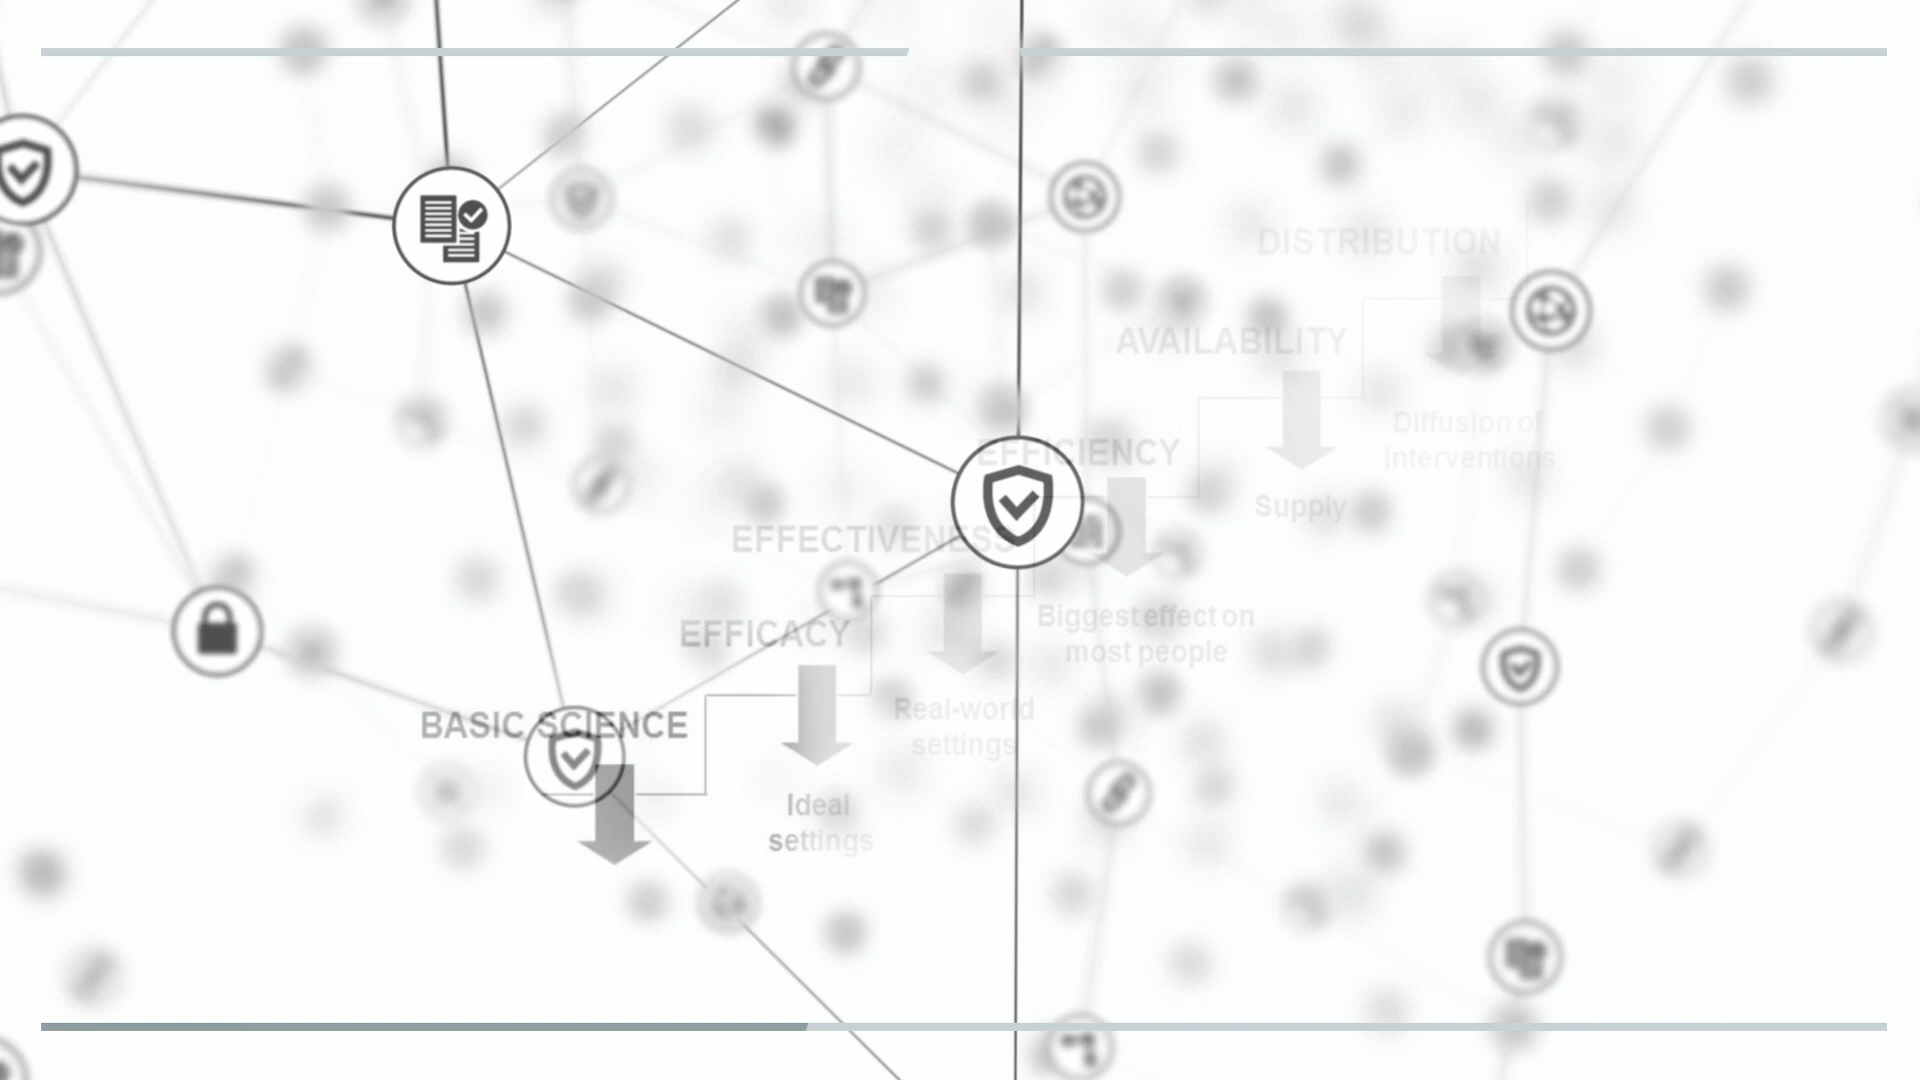 DISTRIBUTION
AVAILABILITY
Diffusion of
interventions
EFFICIENCY
Supply
EFFECTIVENESS
Biggest effect on
most people
EFFICACY
Real-world
settings
BASIC SCIENCE
Ideal
settings